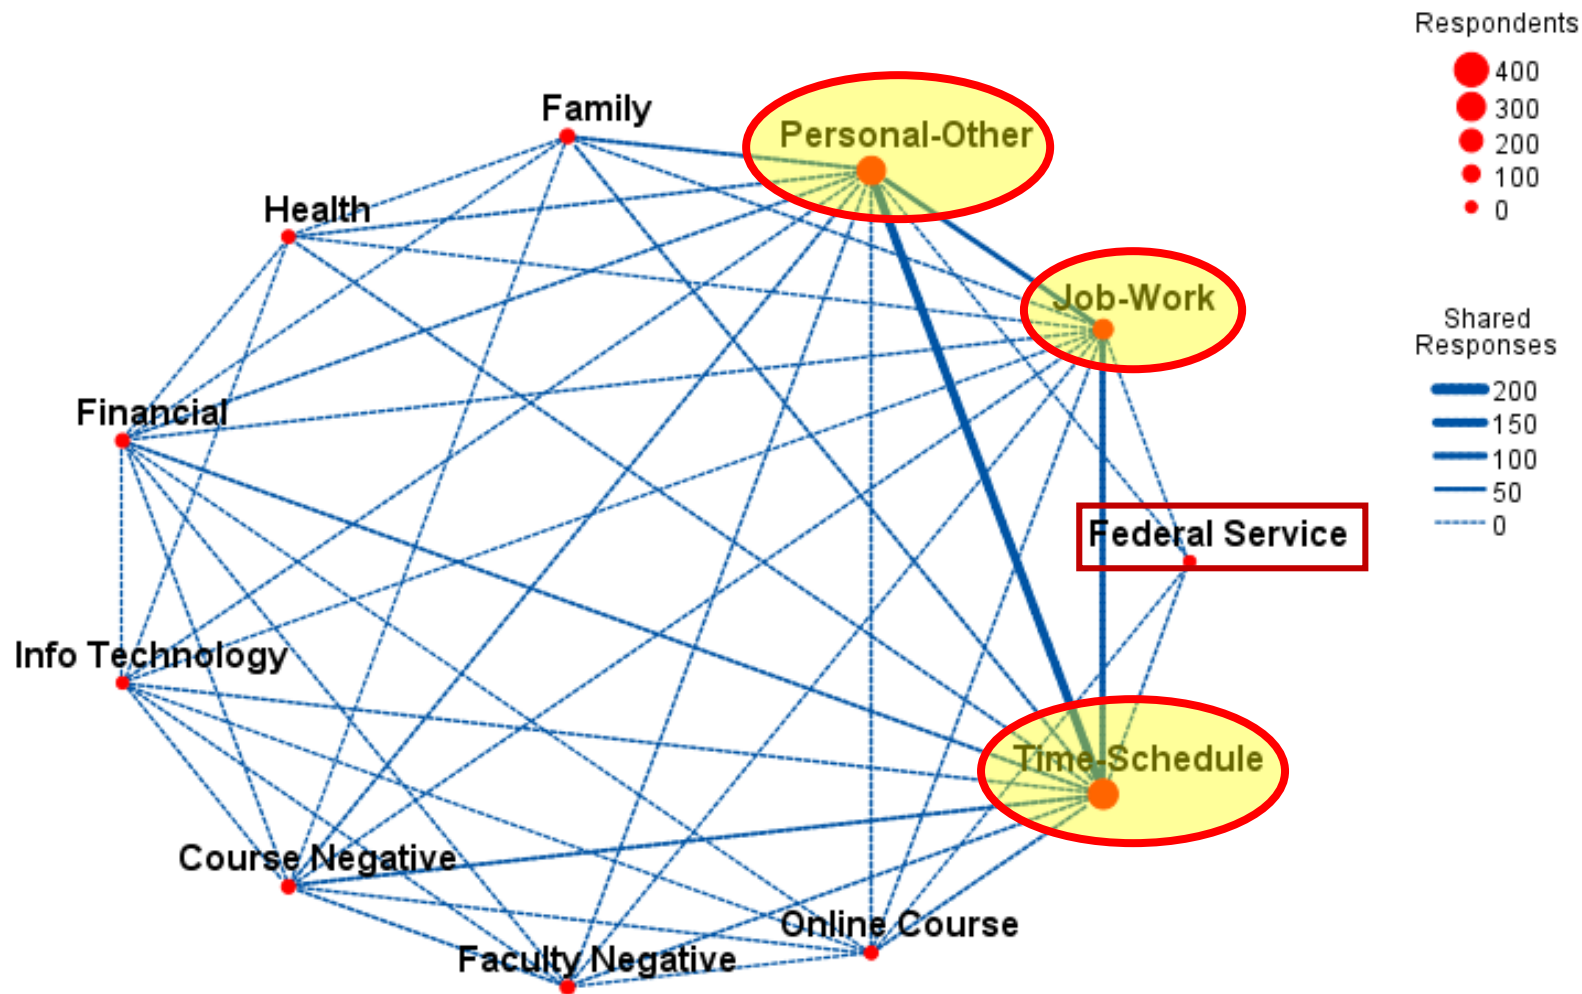 Respondents
400
300
200
100
0
Family
Personal-Other
Health
Job-Work
Shared
Responses
200
150
100
50
0
Financial
Federal Service
Info Technology
Time-Schedule
Course Negative
Online Course
Faculty Negative